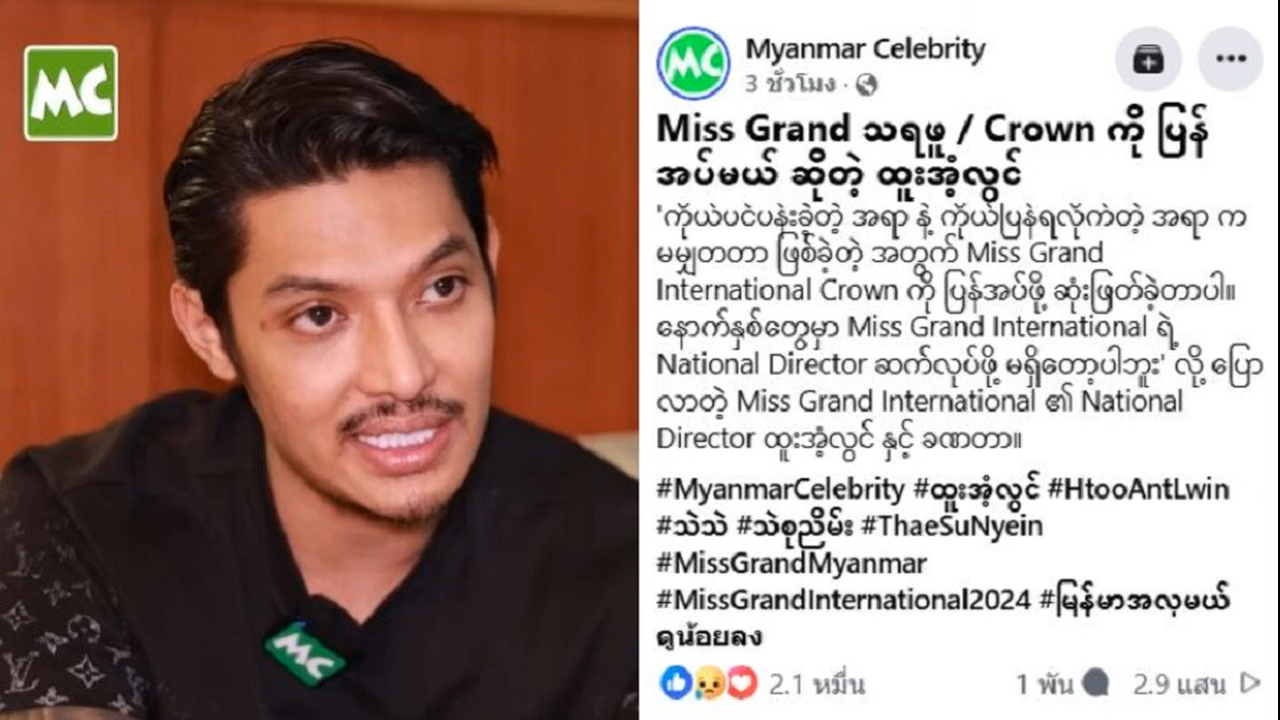 MC
MC
MC
Myanmar Celebrity
3 ชั่วโมง ·
Miss Grand သရဖူ / Crown ကို ပြန်
အပ်မယ် ဆိုတဲ့ ထူးအံ့လွင်
'ကိုယ်ပင်ပန်းခဲ့တဲ့ အရာ နဲ့ ကိုယ်ပြန်ရလိုက်တဲ့ အရာ က
မမျှတတာ ဖြစ်ခဲ့တဲ့ အတွက် Miss Grand
International Crown ကို ပြန်အပ်ဖို့ ဆုံးဖြတ်ခဲ့တာပါ။
နောက်နှစ်တွေမှာ Miss Grand International ရဲ့
National Director ဆက်လုပ်ဖို့ မရှိတော့ပါဘူး' လို့ ပြော
လာတဲ့ Miss Grand International ၏ National
Director ထူးအံ့လွင် နှင့် ခဏတာ။
#MyanmarCelebrity #ထူးအံ့လွင် #HtooAntLwin
#သဲသဲ #သဲစုညိမ်း #ThaeSuNyein
#MissGrandMyanmar
#MissGrandInternational2024 #မြန်မာအလှမယ်
ดูน้อยลง
2.1 หมื่น
1 พัน
2.9 แสน